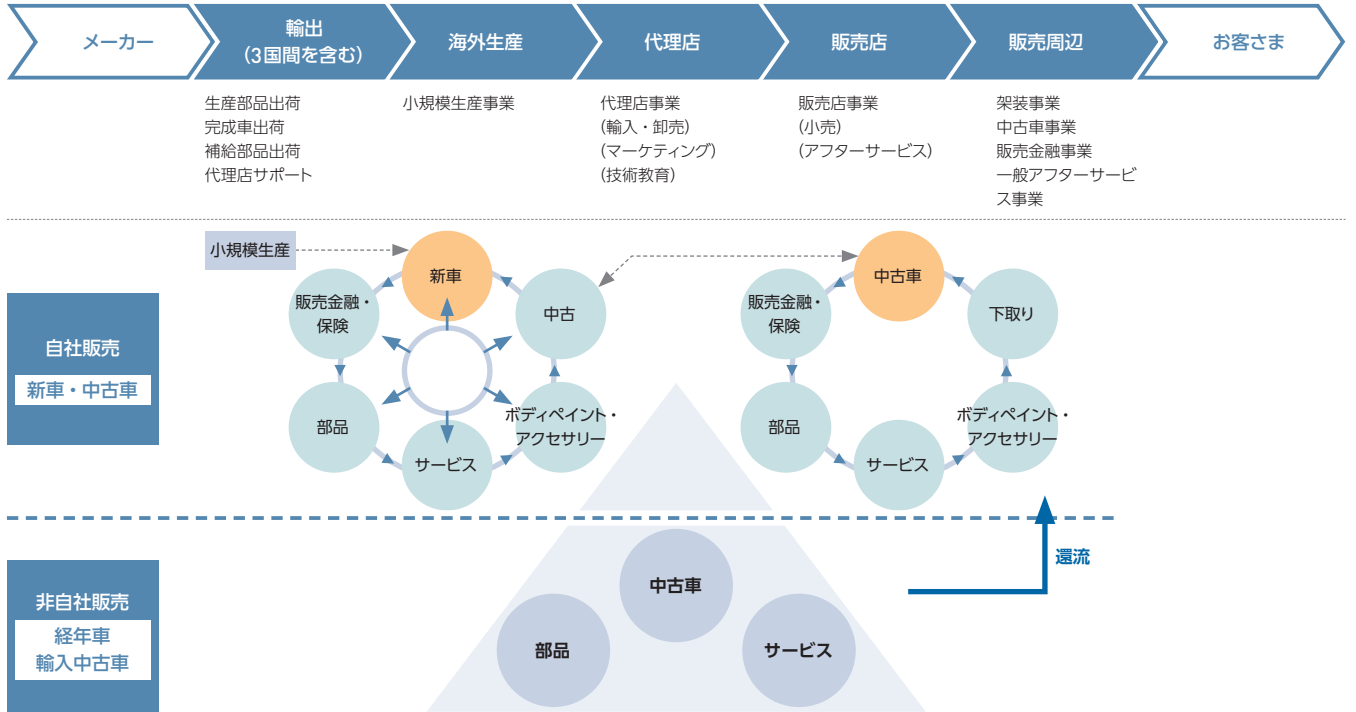 メーカー
輸出
(3国間を含む)
海外生産
代理店
販売店
販売周辺
お客さま
生産部品出荷
完成車出荷
補給部品出荷
代理店サポート
小規模生産事業
代理店事業
(輸入・卸売)
(マーケティング)
(技術教育)
販売店事業
(小売)
(アフターサービス)
架装事業
中古車事業
販売金融事業
一般アフターサービ
ス事業
自社販売
新車・中古車
小規模生産
新車
販売金融・
保険
中古
部品
ボディペイント・
アクセサリー
サービス
中古車
販売金融・
保険
下取り
部品
ボディペイント・
アクセサリー
サービス
非自社販売
経年車
輸入中古車
中古車
部品
サービス
還流